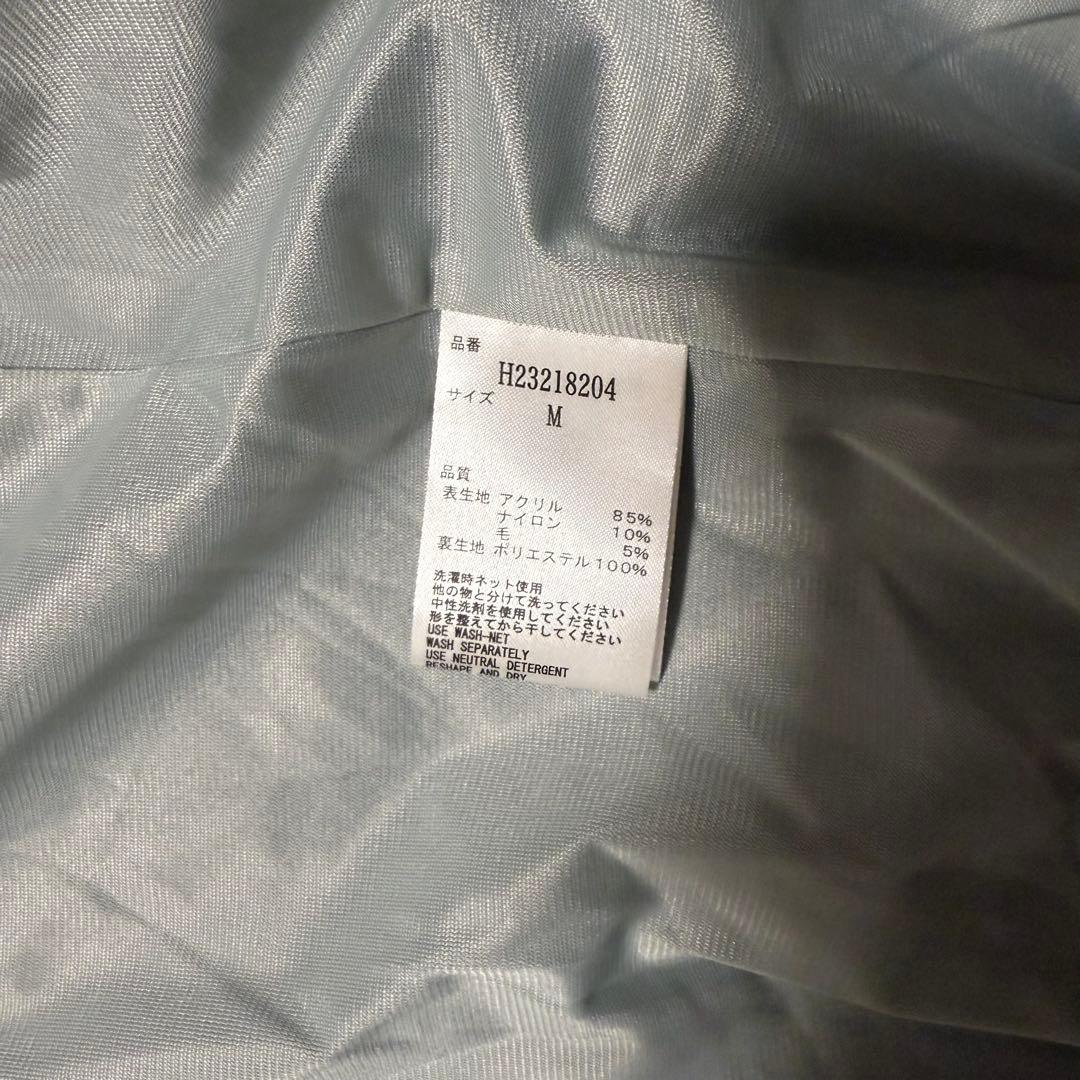 品番
H23218204
サイズ M
品質
表生地 アクリル 85%
ナイロン 10%
毛 5%
裏生地 ポリエステル 100%
洗濯時ネット使用
他の物と分けて洗ってください
中性洗剤を使用してください
形を整えてから干してください
USE WASH-NET
WASH SEPARATELY
USE NEUTRAL DETERGENT
RESHAPE AND DRY